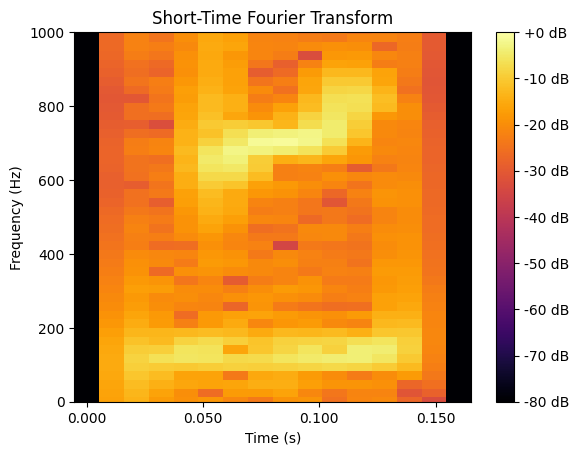 Short-Time Fourier Transform
1000
800
600
400
200
0
Frequency (Hz)
0.000
0.050
0.100
0.150
Time (s)
+0 dB
-10 dB
-20 dB
-30 dB
-40 dB
-50 dB
-60 dB
-70 dB
-80 dB